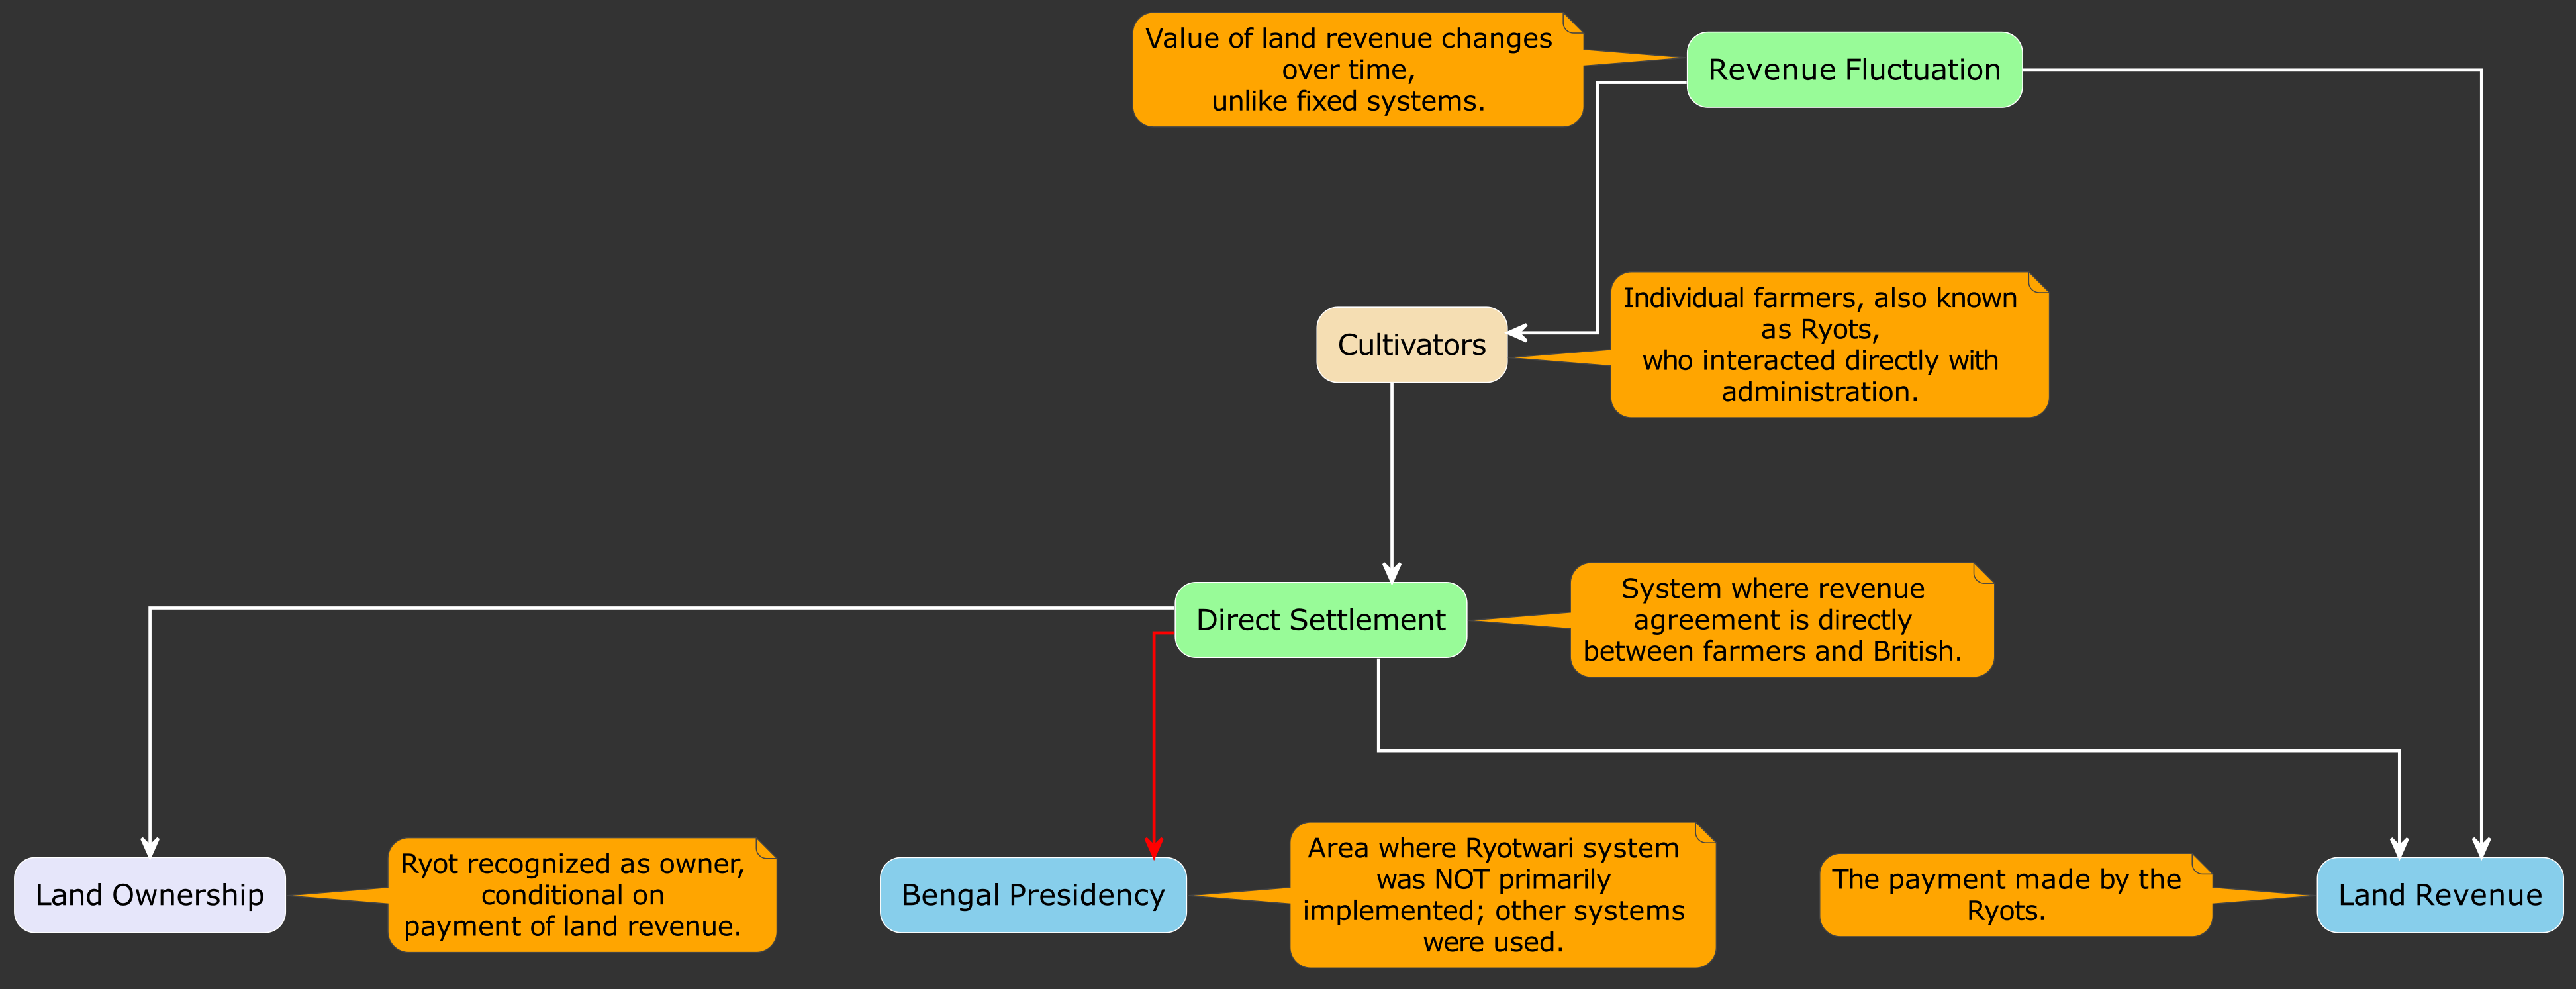 Value of land revenue changes
over time,
unlike fixed systems.
Revenue Fluctuation
Individual farmers, also known
as Ryots,
who interacted directly with
administration.
Cultivators
Direct Settlement
System where revenue
agreement is directly
between farmers and British.
Land Ownership
Ryot recognized as owner,
conditional on
payment of land revenue.
Bengal Presidency
Area where Ryotwari system
was NOT primarily
implemented; other systems
were used.
The payment made by the
Ryots.
Land Revenue